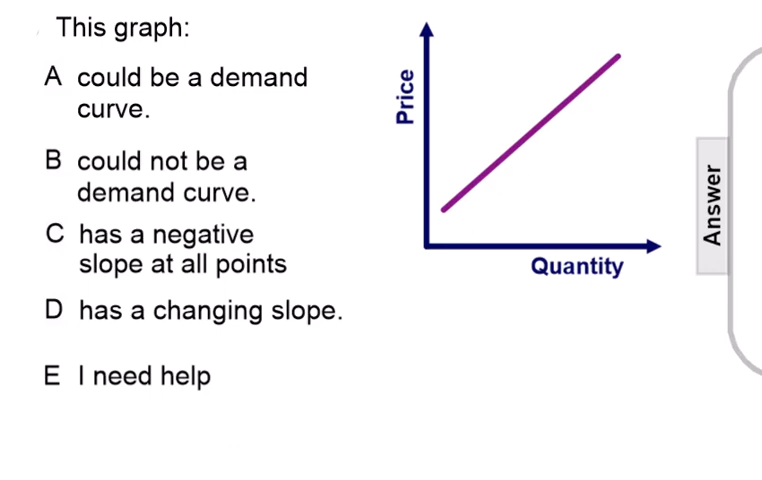 This graph:
A could be a demand
curve.
B could not be a
demand curve.
C has a negative
slope at all points
D has a changing slope.
E I need help
Price
Quantity
Answer